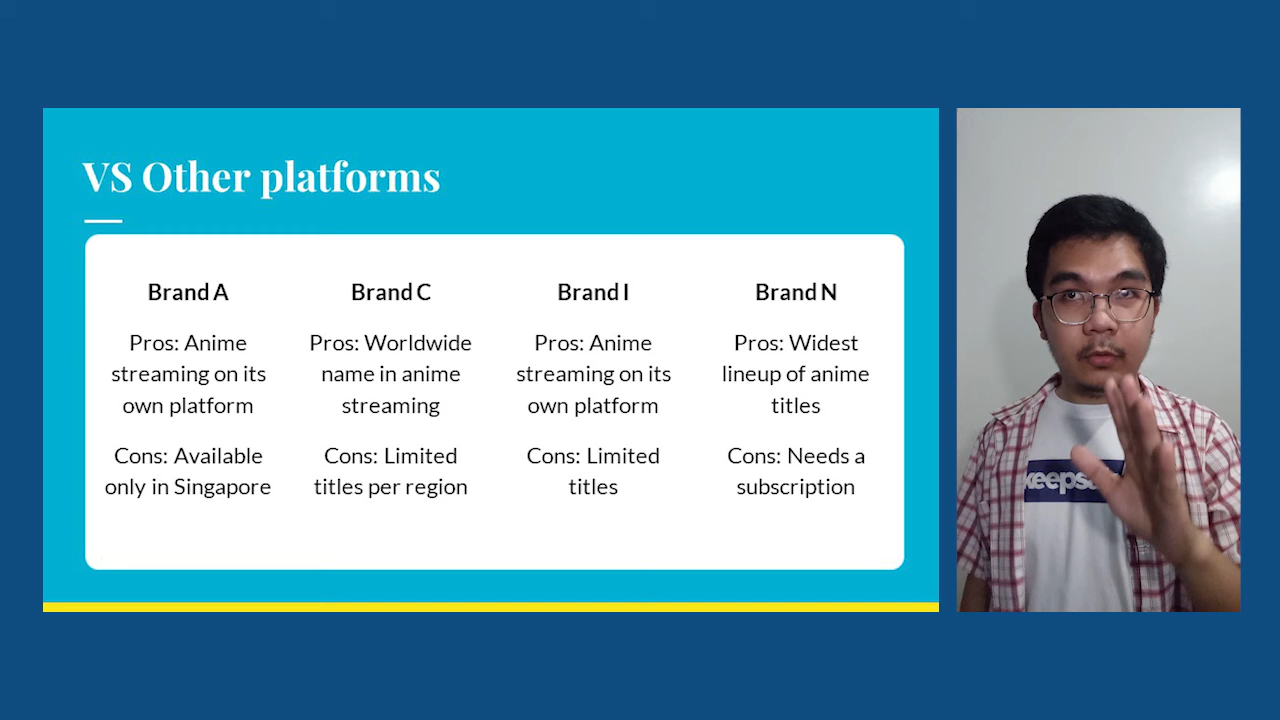 VS Other platforms
Brand A
Pros: Anime
streaming on its
own platform
Cons: Available
only in Singapore
Brand C
Pros: Worldwide
name in anime
streaming
Cons: Limited
titles per region
Brand I
Pros: Anime
streaming on its
own platform
Cons: Limited
titles
Brand N
Pros: Widest
lineup of anime
titles
Cons: Needs a
subscription